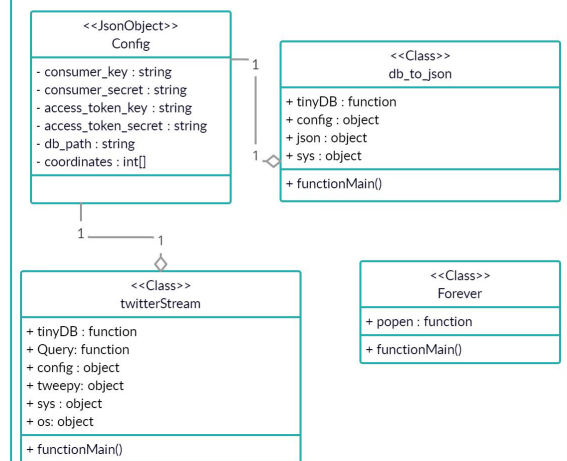 <<JsonObject>>
Config
- consumer_key : string
- consumer_secret : string
- access_token_key : string
- access_token_secret : string
- db_path : string
- coordinates : int[]
1
1
<<Class>>
db_to_json
+ tinyDB : function
+ config : object
+ json : object
+ sys : object
+ functionMain()
1
1
<<Class>>
twitterStream
+ tinyDB : function
+ Query: function
+ config : object
+ tweepy: object
+ sys : object
+ os: object
+ functionMain()
<<Class>>
Forever
+ popen : function
+ functionMain()